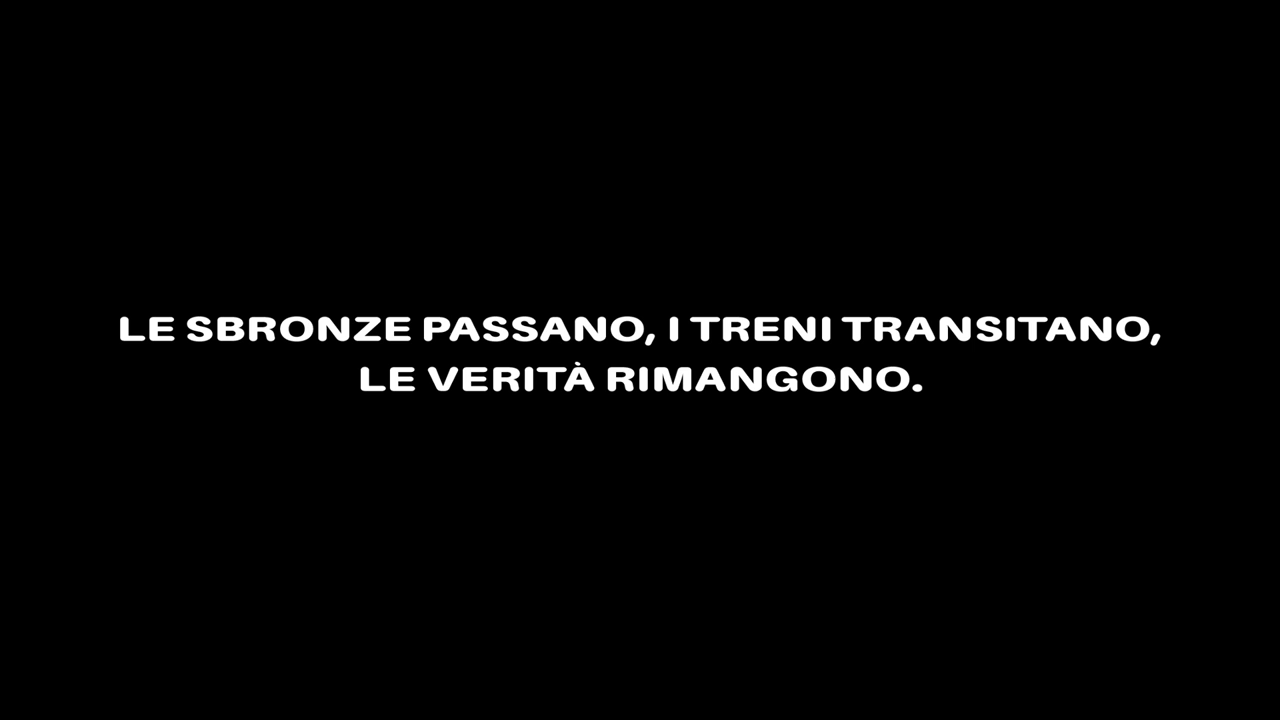 LE SBRONZE PASSANO, I TRENI TRANSITANO,
LE VERITÀ RIMANGONO.